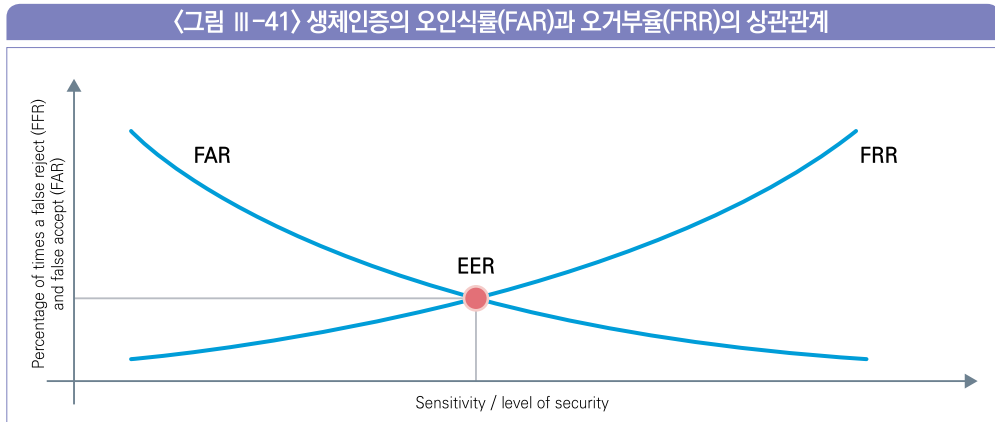 〈그림 Ⅲ-41〉 생체인증의 오인식률(FAR)과 오거부율(FRR)의 상관관계
Percentage of times a false reject (FFR)
and false accept (FAR)
FAR
FRR
EER
Sensitivity / level of security